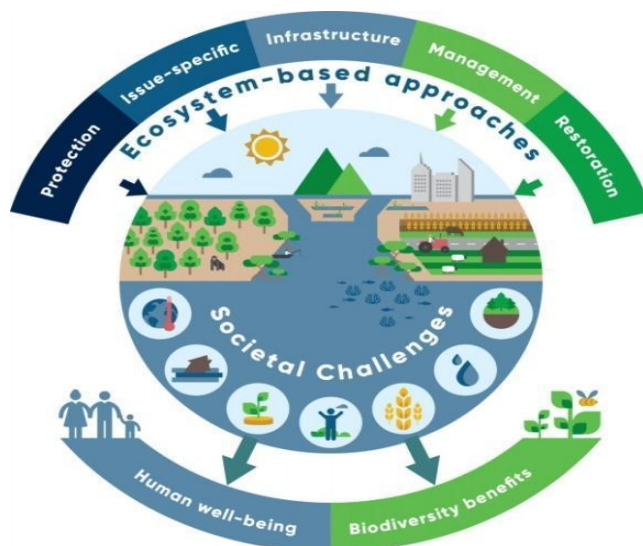 Protection
Issue-specific
Infrastructure
Management
Restoration
Ecosystem-based approaches
Societal Challenges
Human well-being
Biodiversity benefits